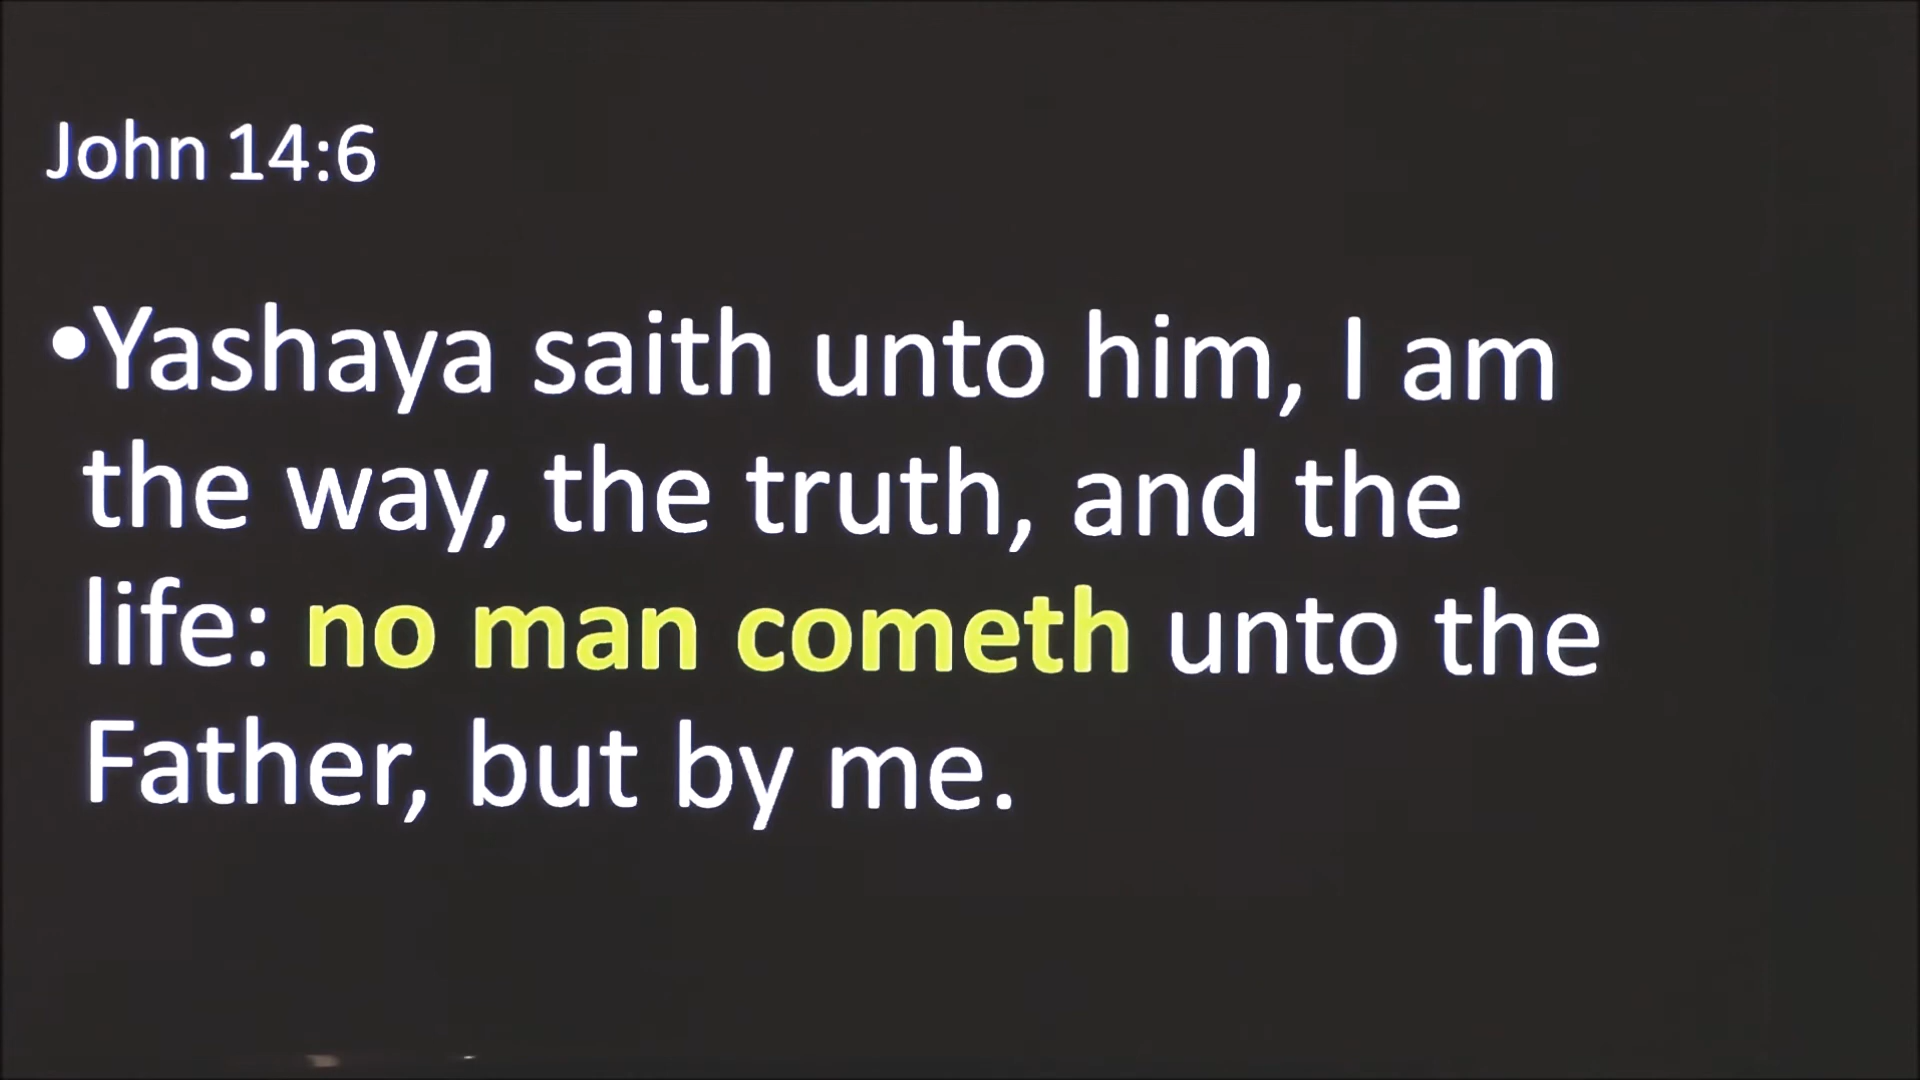 John 14:6
•Yashaya saith unto him, I am
the way, the truth, and the
life: no man cometh unto the
Father, but by me.